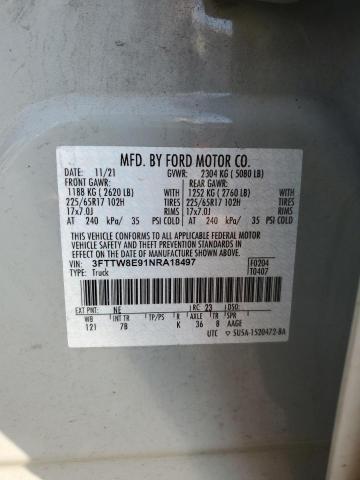 MFD. BY FORD MOTOR CO.
DATE: 11/21 GVWR: 2304 KG ( 5080 LB)
FRONT GAWR: REAR GAWR:
1188 KG ( 2620 LB) WITH 1252 KG ( 2760 LB) WITH
225/65R17 102H TIRES 225/65R17 102H TIRES
17x7.0J RIMS 17x7.0J RIMS
AT 240 kPa/ 35 PSI COLD AT 240 kPa/ 35 PSI COLD
THIS VEHICLE CONFORMS TO ALL APPLICABLE FEDERAL MOTOR
VEHICLE SAFETY AND THEFT PREVENTION STANDARDS IN
EFFECT ON THE DATE OF MANUFACTURE SHOWN ABOVE.
VIN: 3FTTW8E91NRA18497 F0204
TYPE: Truck T0407
EXT PNT: NE RC: 23 DSO:
WB BRK INT TR TP/PS R AXLE TR SPR
121 7B K 36 8 AAGE
UTC 5U5A-1520472-BA